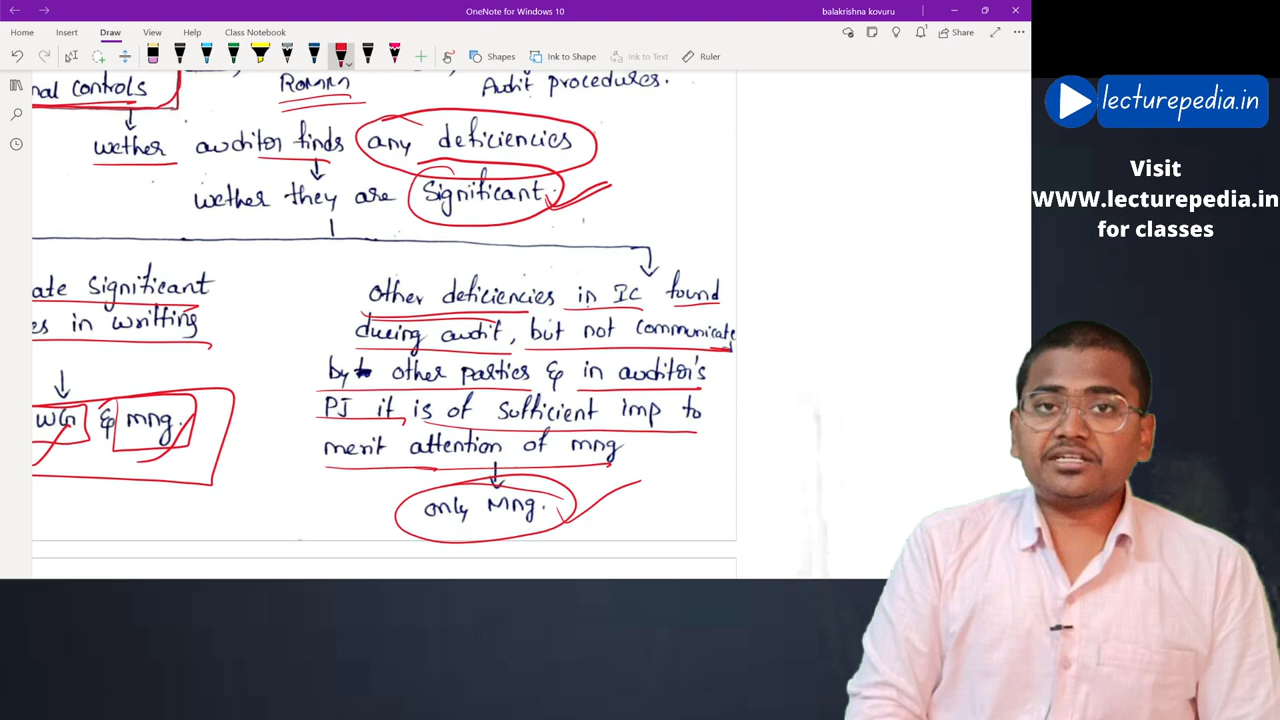 OneNote for Windows 10
balakrishna kovuru
Home Insert Draw View Help Class Notebook
Share
Shapes Ink to Shape Ink to Text Ruler
nal controls
Audit procedures.
wether auditor finds any deficiencies
wether they are Significant.
ate Significant
es in writting
WG & mng.
Other deficiencies in IC found
during audit, but not communicate
by other parties & in auditor's
PJ it is of sufficient imp to
merit attention of mng
only Mng.
lecturepedia.in
Visit
WWW.lecturepedia.in
for classes